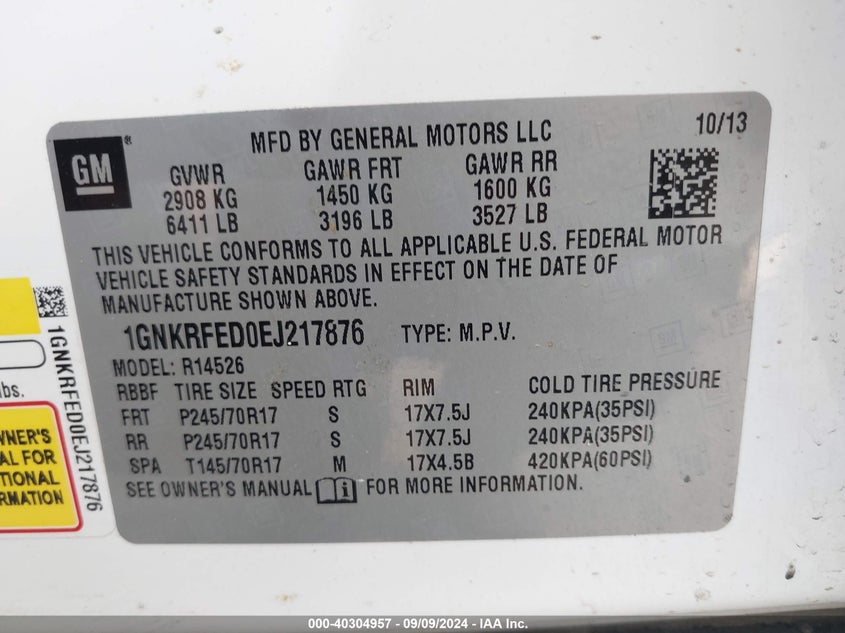 GM
MFD BY GENERAL MOTORS LLC
10/13
GVWR GAWR FRT GAWR RR
2908 KG 1450 KG 1600 KG
6411 LB 3196 LB 3527 LB
THIS VEHICLE CONFORMS TO ALL APPLICABLE U.S. FEDERAL MOTOR
VEHICLE SAFETY STANDARDS IN EFFECT ON THE DATE OF
MANUFACTURE SHOWN ABOVE.
1GNKRFED0EJ217876 TYPE: M.P.V.
MODEL: R14526
RBBF TIRE SIZE SPEED RTG RIM COLD TIRE PRESSURE
FRT P245/70R17 S 17X7.5J 240KPA(35PSI)
RR P245/70R17 S 17X7.5J 240KPA(35PSI)
SPA T145/70R17 M 17X4.5B 420KPA(60PSI)
SEE OWNER'S MANUAL FOR MORE INFORMATION.
1GNKRFED0EJ217876
bs.
WNER'S
AL FOR
TIONAL
RMATION
000-40304957 - 09/09/2024 - IAA Inc.